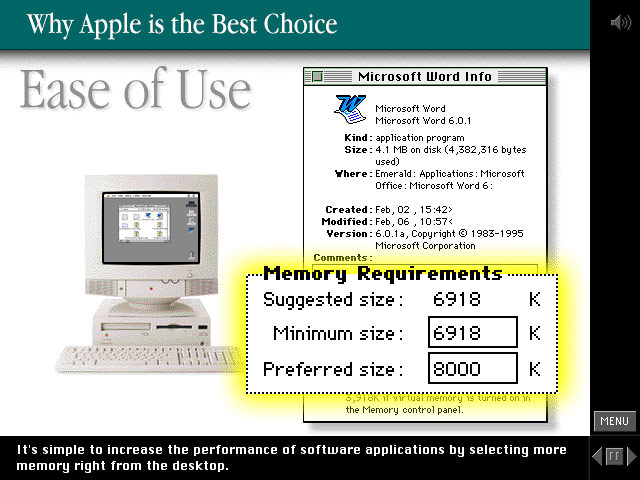 Why Apple is the Best Choice
Ease of Use
Microsoft Word Info
Microsoft Word
Microsoft Word 6.0.1
Kind: application program
Size: 4.1 MB on disk (4,382,316 bytes
used)
Where: Emerald: Applications: Microsoft
Office: Microsoft Word 6:
Created: Feb, 02 , 15:42>
Modified: Feb, 06 , 10:57<
Version: 6.0.1a, Copyright © 1983-1995
Microsoft Corporation
Comments:
Memory Requirements
Suggested size: 6918 K
Minimum size: 6918 K
Preferred size: 8000 K
if virtual memory is turned on in
the Memory control panel.
MENU
It's simple to increase the performance of software applications by selecting more
memory right from the desktop.